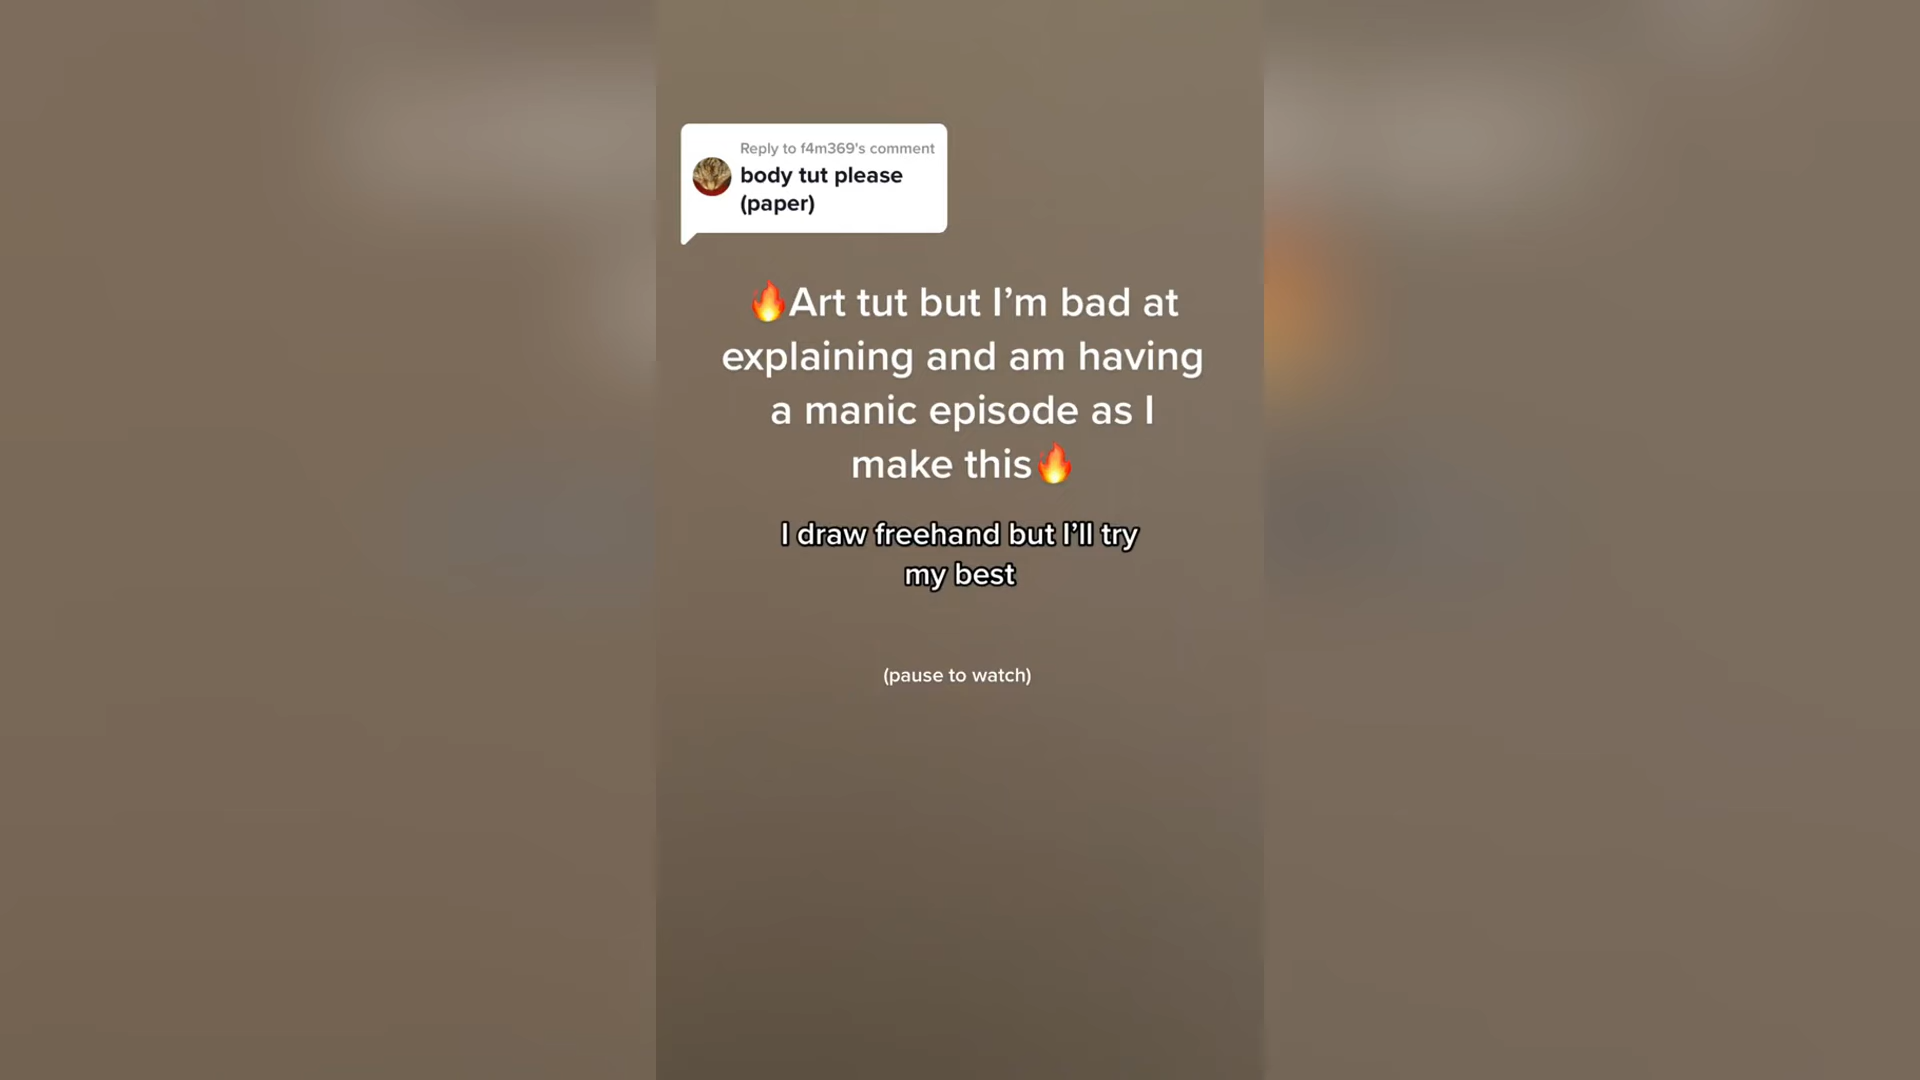 Reply to f4m369's comment
body tut please
(paper)
🔥Art tut but I’m bad at
explaining and am having
a manic episode as I
make this🔥
I draw freehand but I’ll try
my best
(pause to watch)